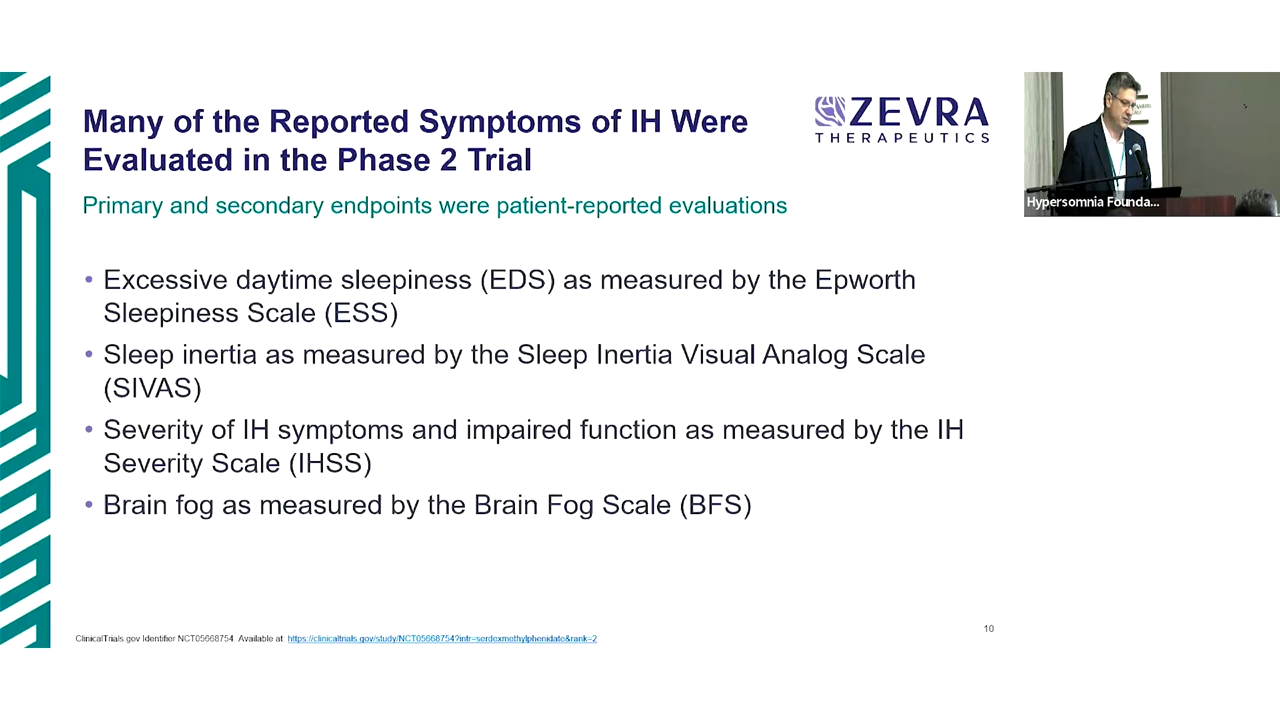 Many of the Reported Symptoms of IH Were
Evaluated in the Phase 2 Trial
ZEVRA
THERAPEUTICS
Primary and secondary endpoints were patient-reported evaluations
• Excessive daytime sleepiness (EDS) as measured by the Epworth
Sleepiness Scale (ESS)
• Sleep inertia as measured by the Sleep Inertia Visual Analog Scale
(SIVAS)
• Severity of IH symptoms and impaired function as measured by the IH
Severity Scale (IHSS)
• Brain fog as measured by the Brain Fog Scale (BFS)
ClinicalTrials.gov Identifier NCT05668754. Available at https://clinicaltrials.gov/study/NCT05668754?intr=serdexmethylphenidate&rank=2
10
Hypersomnia Founda...